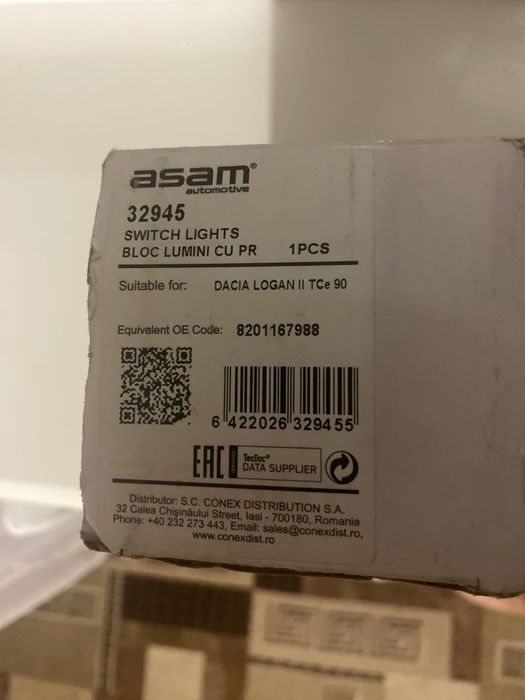 asam®
automotive
32945
SWITCH LIGHTS
BLOC LUMINI CU PR 1PCS
Suitable for: DACIA LOGAN II TCe 90
Equivalent OE Code: 8201167988
6 422026 329455
EAC
TecDoc®
DATA SUPPLIER
Distributor: S.C. CONEX DISTRIBUTION S.A.
32 Calea Chişinăului Street, Iasi - 700180, Romania
Phone: +40 232 273 443, Email: sales@conexdist.ro,
www.conexdist.ro